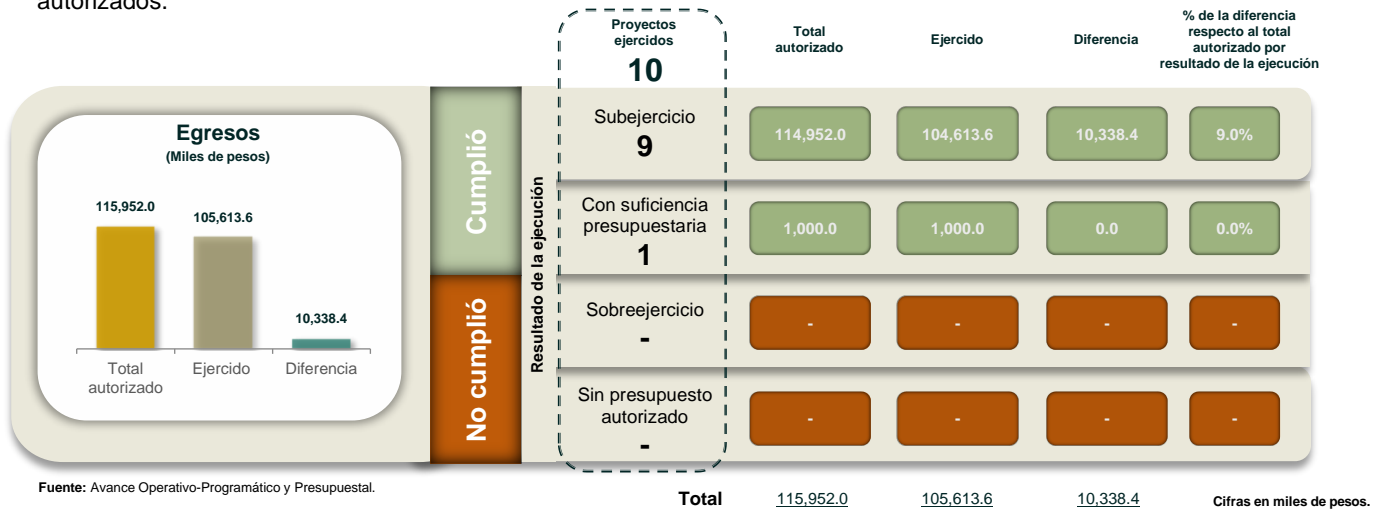 autorizados.
Proyectos
ejercidos
10
Total
autorizado
Ejercido
Diferencia
% de la diferencia
respecto al total
autorizado por
resultado de la ejecución
Egresos
(Miles de pesos)
115,952.0
105,613.6
10,338.4
Total
autorizado
Ejercido
Diferencia
Cumplió
No cumplió
Resultado de la ejecución
Subejercicio
9
114,952.0
104,613.6
10,338.4
9.0%
Con suficiencia
presupuestaria
1
1,000.0
1,000.0
0.0
0.0%
Sobreejercicio
-
-
-
-
-
Sin presupuesto
autorizado
-
-
-
-
-
Fuente: Avance Operativo-Programático y Presupuestal.
Total
115,952.0
105,613.6
10,338.4
Cifras en miles de pesos.